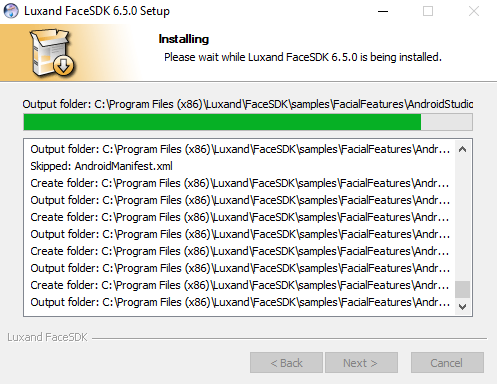 Luxand FaceSDK 6.5.0 Setup
Installing
Please wait while Luxand FaceSDK 6.5.0 is being installed.
Output folder: C:\Program Files (x86)\Luxand\FaceSDK\samples\FacialFeatures\AndroidStudio
Output folder: C:\Program Files (x86)\Luxand\FaceSDK\samples\FacialFeatures\Andr...
Skipped: AndroidManifest.xml
Create folder: C:\Program Files (x86)\Luxand\FaceSDK\samples\FacialFeatures\Andr...
Output folder: C:\Program Files (x86)\Luxand\FaceSDK\samples\FacialFeatures\Andr...
Create folder: C:\Program Files (x86)\Luxand\FaceSDK\samples\FacialFeatures\Andr...
Output folder: C:\Program Files (x86)\Luxand\FaceSDK\samples\FacialFeatures\Andr...
Create folder: C:\Program Files (x86)\Luxand\FaceSDK\samples\FacialFeatures\Andr...
Output folder: C:\Program Files (x86)\Luxand\FaceSDK\samples\FacialFeatures\Andr...
Create folder: C:\Program Files (x86)\Luxand\FaceSDK\samples\FacialFeatures\Andr...
Output folder: C:\Program Files (x86)\Luxand\FaceSDK\samples\FacialFeatures\Andr...
Luxand FaceSDK
< Back Next > Cancel